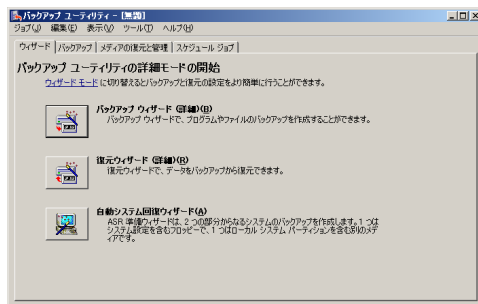 バックアップ ユーティリティ - [無題]
ジョブ(J) 編集(E) 表示(V) ツール(T) ヘルプ(H)
ウィザード バックアップ メディアの復元と管理 スケジュール ジョブ
バックアップ ユーティリティの詳細モードの開始
ウィザード モード に切り替えるとバックアップと復元の設定をより簡単に行うことができます。
バックアップ ウィザード (詳細)(B)
バックアップ ウィザードで、プログラムやファイルのバックアップを作成することができます。
復元ウィザード (詳細)(R)
復元ウィザードで、データをバックアップから復元できます。
自動システム回復ウィザード(A)
ASR 準備ウィザードは、2 つの部分からなるシステムのバックアップを作成します。1 つは
システム設定を含むフロッピーで、1 つはローカル システム パーティションを含む別のメデ
ィアです。